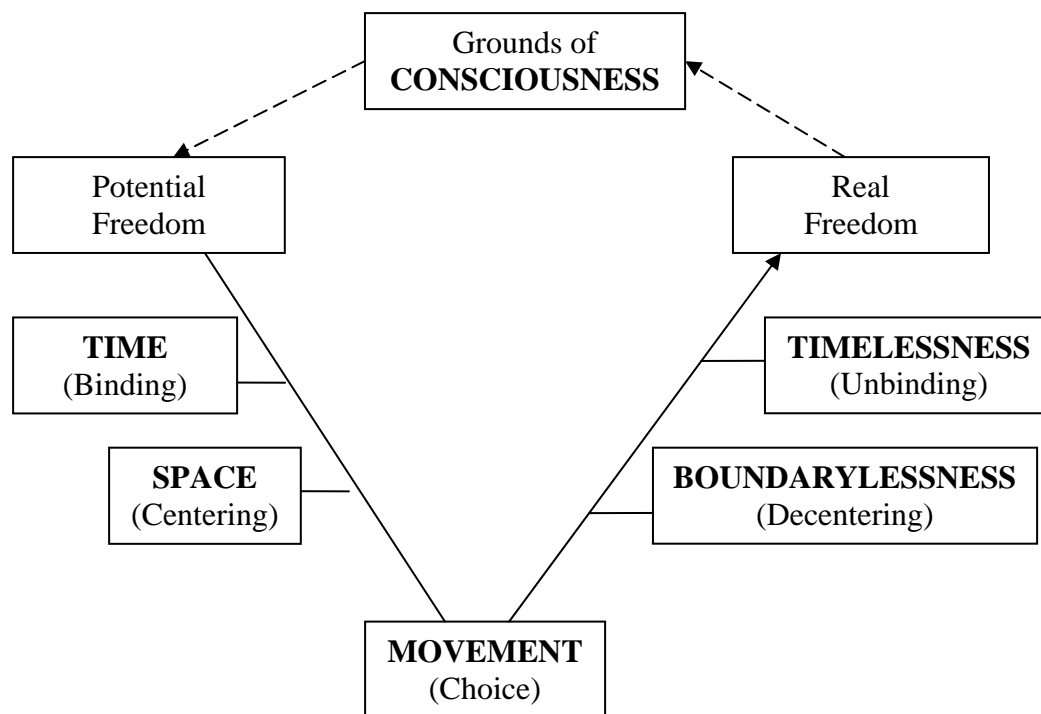 Grounds of
CONSCIOUSNESS
Potential
Freedom
Real
Freedom
TIME
(Binding)
TIMELESSNESS
(Unbinding)
SPACE
(Centering)
BOUNDARYLESSNESS
(Decentering)
MOVEMENT
(Choice)